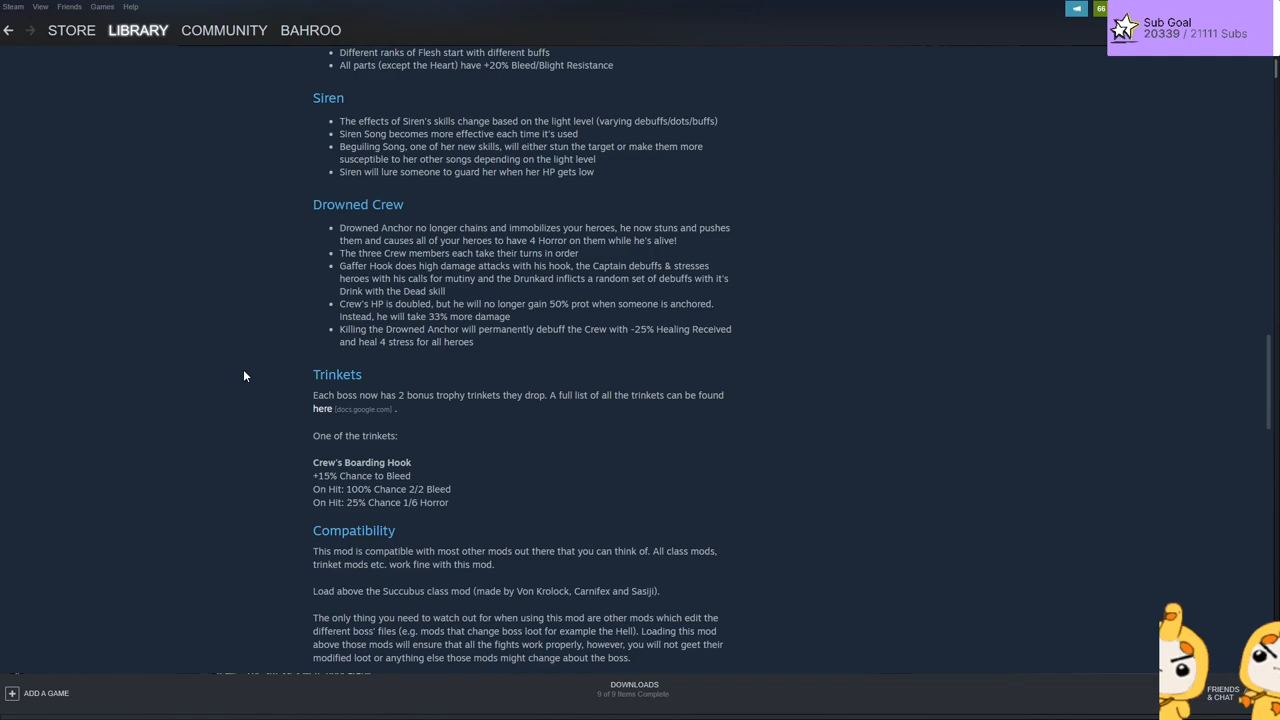 Steam View Friends Games Help
66
STORE LIBRARY COMMUNITY BAHROO
Sub Goal
20339 / 21111 Subs
Different ranks of Flesh start with different buffs
All parts (except the Heart) have +20% Bleed/Blight Resistance
Siren
The effects of Siren's skills change based on the light level (varying debuffs/dots/buffs)
Siren Song becomes more effective each time it's used
Beguiling Song, one of her new skills, will either stun the target or make them more
susceptible to her other songs depending on the light level
Siren will lure someone to guard her when her HP gets low
Drowned Crew
Drowned Anchor no longer chains and immobilizes your heroes, he now stuns and pushes
them and causes all of your heroes to have 4 Horror on them while he's alive!
The three Crew members each take their turns in order
Gaffer Hook does high damage attacks with his hook, the Captain debuffs & stresses
heroes with his calls for mutiny and the Drunkard inflicts a random set of debuffs with it's
Drink with the Dead skill
Crew's HP is doubled, but he will no longer gain 50% prot when someone is anchored.
Instead, he will take 33% more damage
Killing the Drowned Anchor will permanently debuff the Crew with -25% Healing Received
and heal 4 stress for all heroes
Trinkets
Each boss now has 2 bonus trophy trinkets they drop. A full list of all the trinkets can be found
here [docs.google.com] .
One of the trinkets:
Crew's Boarding Hook
+15% Chance to Bleed
On Hit: 100% Chance 2/2 Bleed
On Hit: 25% Chance 1/6 Horror
Compatibility
This mod is compatible with most other mods out there that you can think of. All class mods,
trinket mods etc. work fine with this mod.
Load above the Succubus class mod (made by Von Krolock, Carnifex and Sasiji).
The only thing you need to watch out for when using this mod are other mods which edit the
different boss' files (e.g. mods that change boss loot for example the Hell). Loading this mod
above those mods will ensure that all the fights work properly, however, you will not geet their
modified loot or anything else those mods might change about the boss.
ADD A GAME
DOWNLOADS
9 of 9 Items Complete
FRIENDS
& CHAT